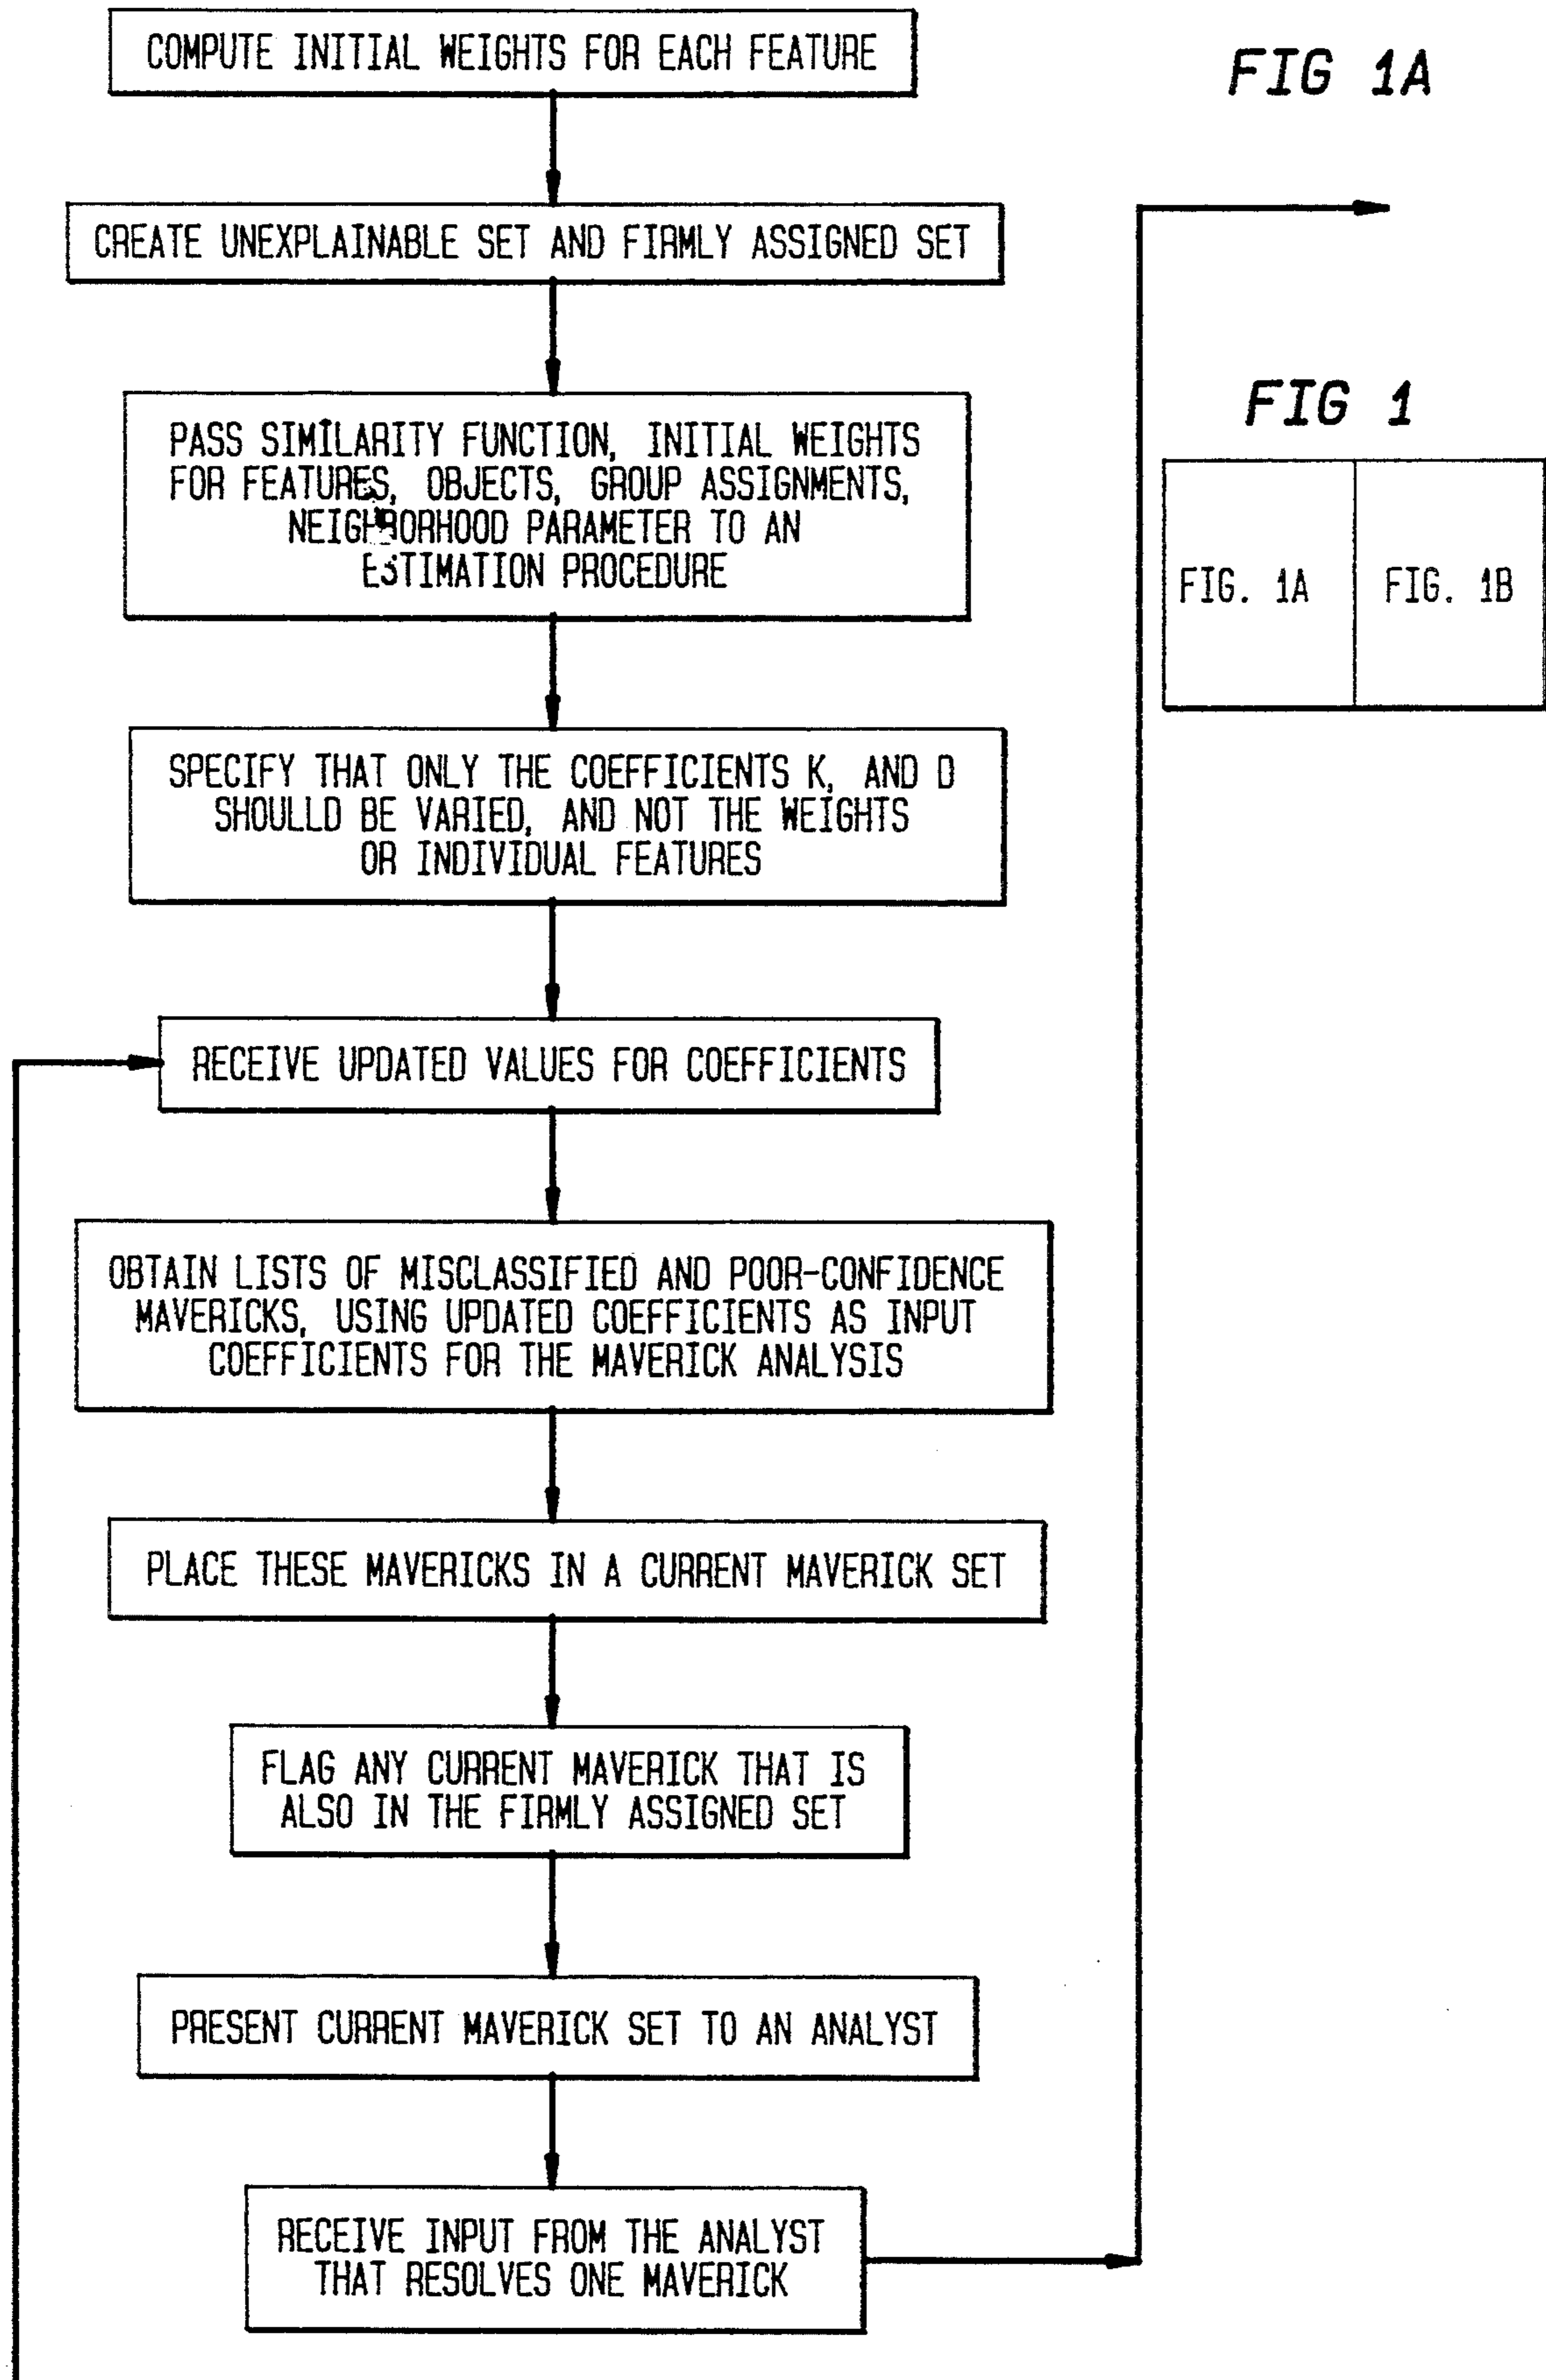 COMPUTE INITIAL WEIGHTS FOR EACH FEATURE
FIG 1A
CREATE UNEXPLAINABLE SET AND FIRMLY ASSIGNED SET
PASS SIMILARITY FUNCTION, INITIAL WEIGHTS
FOR FEATURES, OBJECTS, GROUP ASSIGNMENTS,
NEIGHBORHOOD PARAMETER TO AN
ESTIMATION PROCEDURE
FIG 1
FIG. 1A
FIG. 1B
SPECIFY THAT ONLY THE COEFFICIENTS K, AND D
SHOULLD BE VARIED, AND NOT THE WEIGHTS
OR INDIVIDUAL FEATURES
RECEIVE UPDATED VALUES FOR COEFFICIENTS
OBTAIN LISTS OF MISCLASSIFIED AND POOR-CONFIDENCE
MAVERICKS, USING UPDATED COEFFICIENTS AS INPUT
COEFFICIENTS FOR THE MAVERICK ANALYSIS
PLACE THESE MAVERICKS IN A CURRENT MAVERICK SET
FLAG ANY CURRENT MAVERICK THAT IS
ALSO IN THE FIRMLY ASSIGNED SET
PRESENT CURRENT MAVERICK SET TO AN ANALYST
RECEIVE INPUT FROM THE ANALYST
THAT RESOLVES ONE MAVERICK